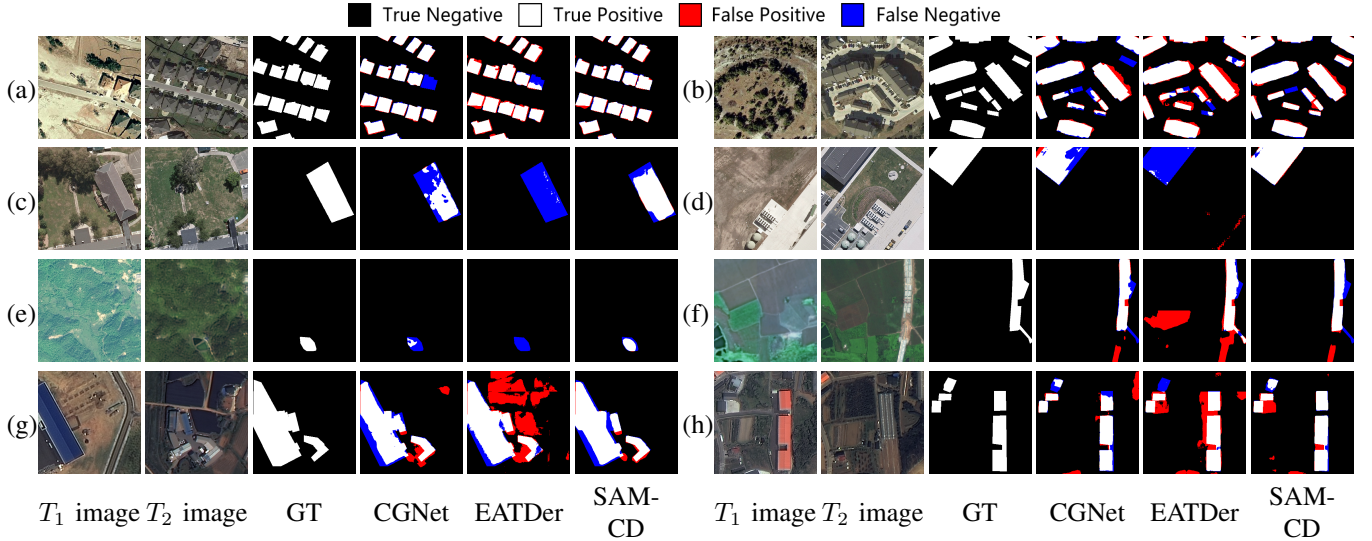 True Negative True Positive False Positive False Negative
(a) (b)
(c) (d)
(e) (f)
(g) (h)
T₁ image T₂ image GT CGNet EATDer SAM-CD T₁ image T₂ image GT CGNet EATDer SAM-CD